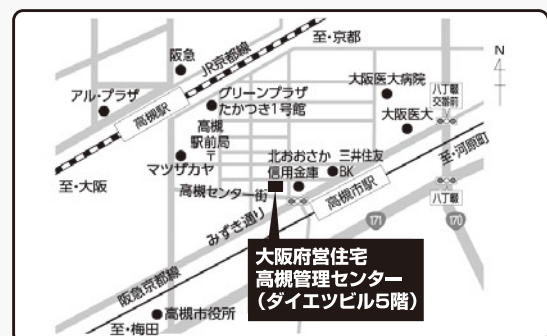 至・京都
N
阪急
JR京都線
大阪医大病院
八丁畷
交番前
アル・プラザ
高槻駅
グリーンプラザ
たかつき1号館
大阪医大
高槻
駅前局
〒
至・河原町
マツザカヤ
北おおさか
信用金庫
三井住友
BK
至・大阪
高槻センター街
高槻市駅
八丁畷
みずき通り
171
170
大阪府営住宅
高槻管理センター
（ダイエツビル5階）
阪急京都線
高槻市役所
至・梅田